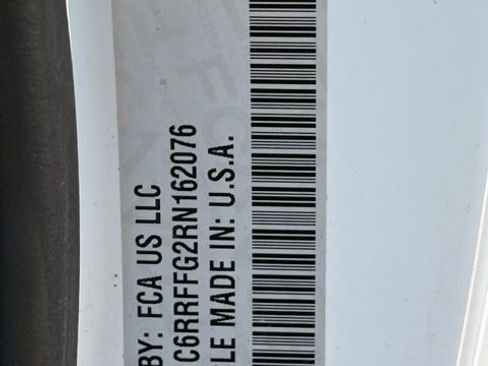 BY: FCA US LLC
C6RRFFG2RN162076
LE MADE IN: U.S.A.